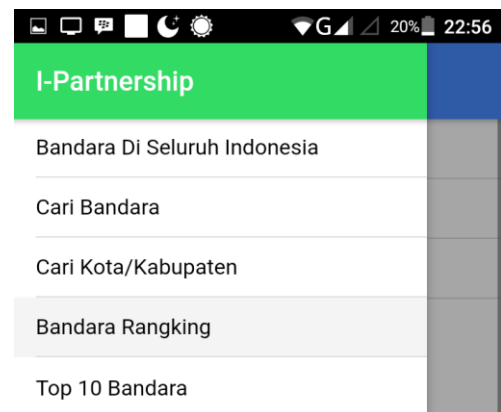 G 20% 22:56
I-Partnership
Bandara Di Seluruh Indonesia
Cari Bandara
Cari Kota/Kabupaten
Bandara Rangking
Top 10 Bandara